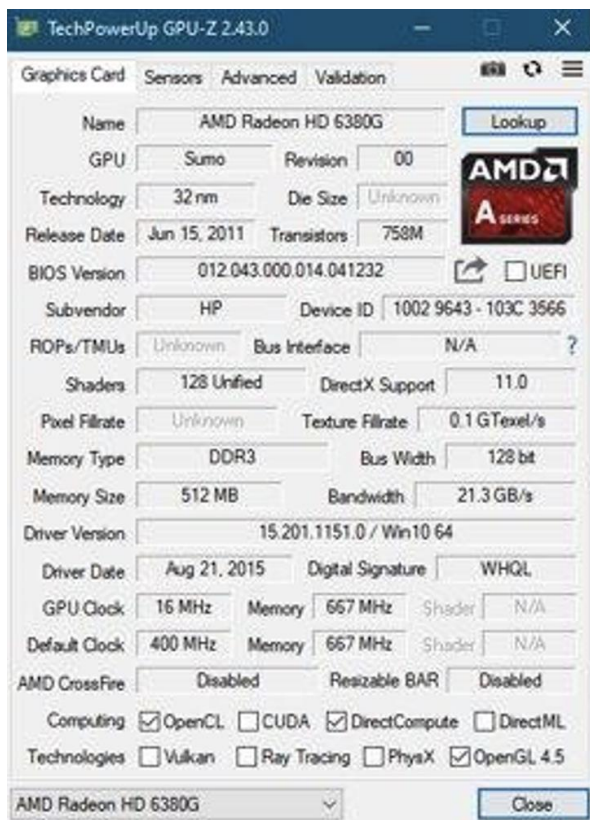 TechPowerUp GPU-Z 2.43.0
Graphics Card Sensors Advanced Validation
Name AMD Radeon HD 6380G Lookup
GPU Sumo Revision 00
AMD
A SERIES
Technology 32 nm Die Size Unknown
Release Date Jun 15, 2011 Transistors 758M
BIOS Version 012.043.000.014.041232 UEFI
Subvendor HP Device ID 1002 9643 - 103C 3566
ROPs/TMUs Unknown Bus Interface N/A ?
Shaders 128 Unified DirectX Support 11.0
Pixel Fillrate Unknown Texture Fillrate 0.1 GTexel/s
Memory Type DDR3 Bus Width 128 bit
Memory Size 512 MB Bandwidth 21.3 GB/s
Driver Version 15.201.1151.0 / Win10 64
Driver Date Aug 21, 2015 Digital Signature WHQL
GPU Clock 16 MHz Memory 667 MHz Shader N/A
Default Clock 400 MHz Memory 667 MHz Shader N/A
AMD CrossFire Disabled Resizable BAR Disabled
Computing OpenCL CUDA DirectCompute DirectML
Technologies Vulkan Ray Tracing PhysX OpenGL 4.5
AMD Radeon HD 6380G Close